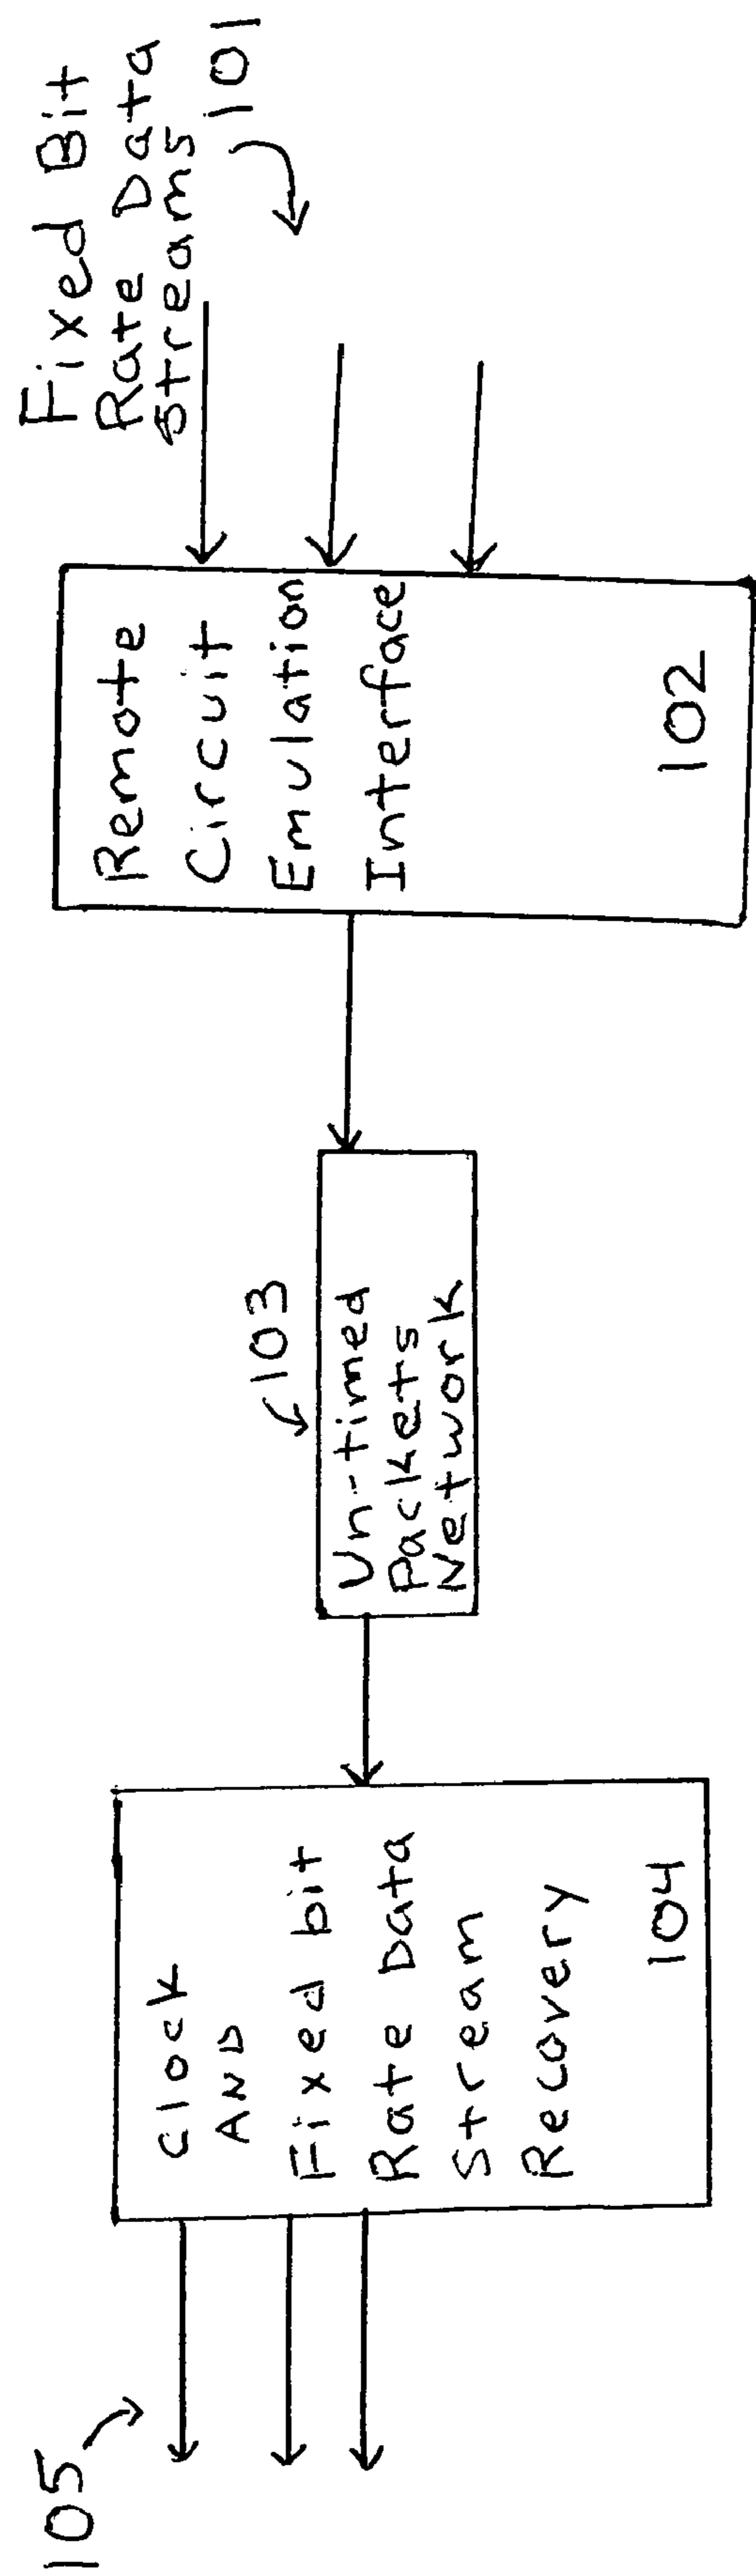 105
Clock
AND
Fixed bit
Rate Data
Stream
Recovery
104
103
Un-timed
Packets
Network
Remote
Circuit
Emulation
Interface
102
Fixed Bit
Rate Data
Streams
101